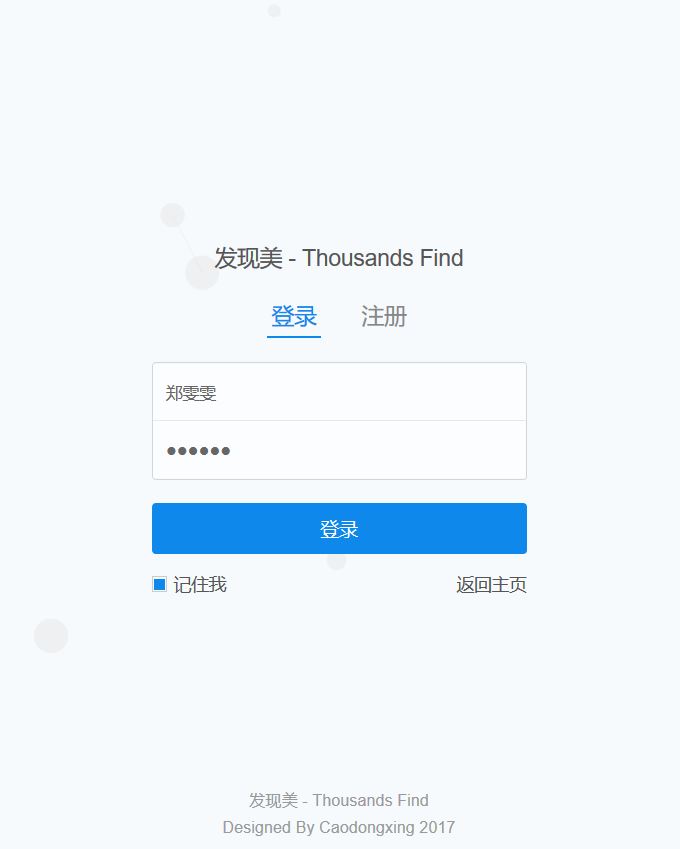 发现美 - Thousands Find
登录 注册
郑雯雯
●●●●●●
登录
记住我 返回主页
发现美 - Thousands Find
Designed By Caodongxing 2017